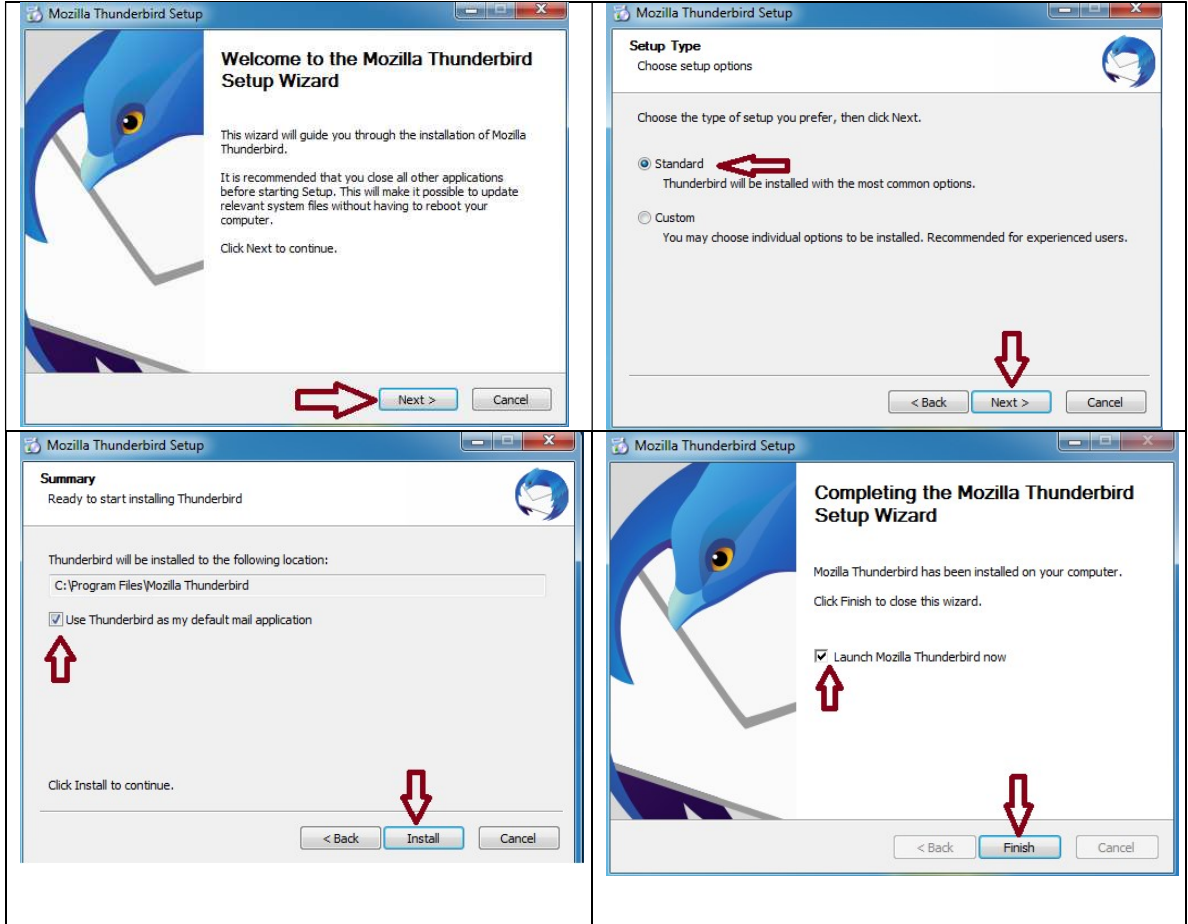 Mozilla Thunderbird Setup
Welcome to the Mozilla Thunderbird
Setup Wizard
This wizard will guide you through the installation of Mozilla
Thunderbird.
It is recommended that you close all other applications
before starting Setup. This will make it possible to update
relevant system files without having to reboot your
computer.
Click Next to continue.
Next >
Cancel
Mozilla Thunderbird Setup
Setup Type
Choose setup options
Choose the type of setup you prefer, then click Next.
Standard
Thunderbird will be installed with the most common options.
Custom
You may choose individual options to be installed. Recommended for experienced users.
< Back
Next >
Cancel
Mozilla Thunderbird Setup
Summary
Ready to start installing Thunderbird
Thunderbird will be installed to the following location:
C:\Program Files\Mozilla Thunderbird
Use Thunderbird as my default mail application
Click Install to continue.
< Back
Install
Cancel
Mozilla Thunderbird Setup
Completing the Mozilla Thunderbird
Setup Wizard
Mozilla Thunderbird has been installed on your computer.
Click Finish to close this wizard.
Launch Mozilla Thunderbird now
< Back
Finish
Cancel